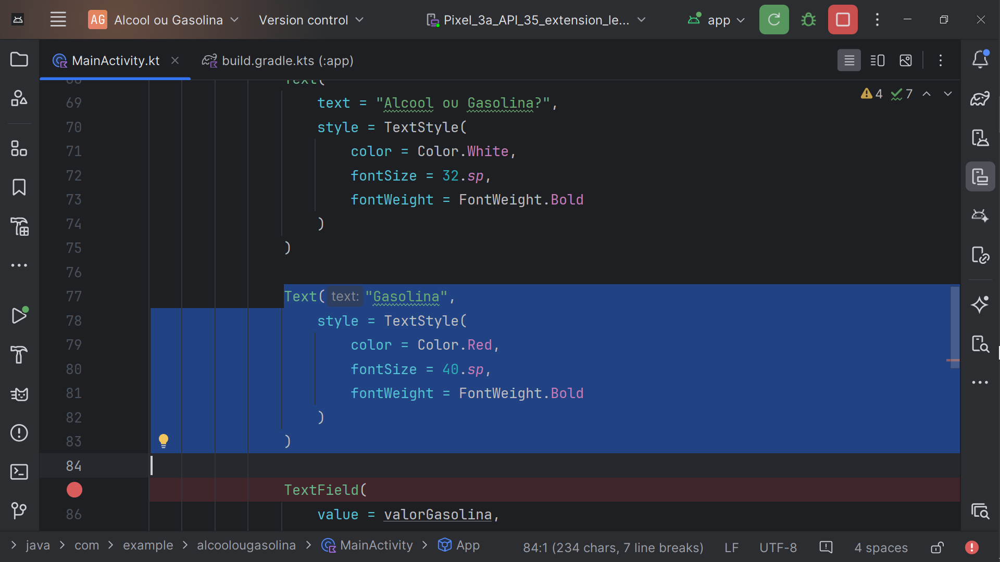 AG Alcool ou Gasolina Version control Pixel_3a_API_35_extension_le... app
MainActivity.kt build.gradle.kts (:app)
68 Text(
4 7
69 text = "Alcool ou Gasolina?",
70 style = TextStyle(
71 color = Color.White,
72 fontSize = 32.sp,
73 fontWeight = FontWeight.Bold
74 )
75 )
76
77 Text( text: "Gasolina",
78 style = TextStyle(
79 color = Color.Red,
80 fontSize = 40.sp,
81 fontWeight = FontWeight.Bold
82 )
83 )
84
TextField(
86 value = valorGasolina,
> java > com > example > alcoolougasolina > MainActivity > App 84:1 (234 chars, 7 line breaks) LF UTF-8 4 spaces